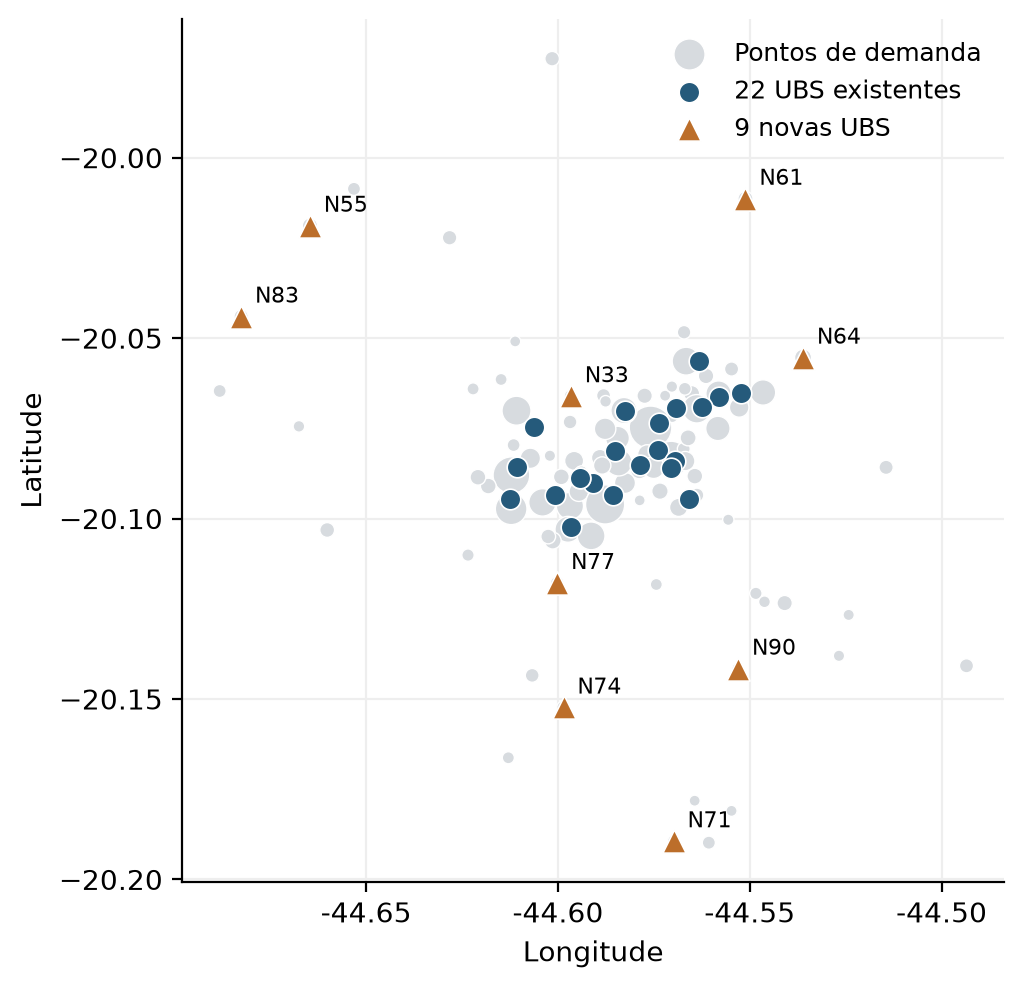 Pontos de demanda
22 UBS existentes
9 novas UBS
N61
N55
N83
N64
N33
N77
N90
N74
N71
−20.00
−20.05
−20.10
−20.15
−20.20
Latitude
-44.65
-44.60
-44.55
-44.50
Longitude